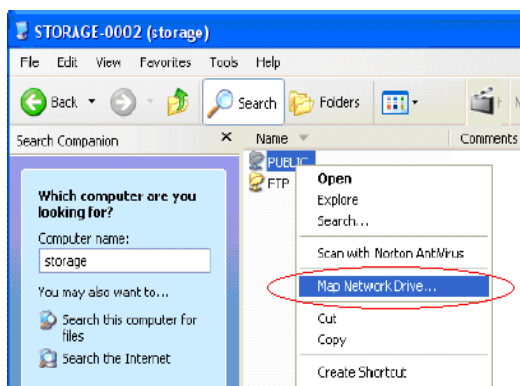 STORAGE-0002 (storage)
File Edit View Favorites Tools Help
Back Search Folders
Search Companion Name Comments
PUBLIC
FTP
Which computer are you
looking for?
Computer name:
storage
You may also want to...
Search this computer for
files
Search the Internet
Open
Explore
Search...
Scan with Norton AntiVirus
Map Network Drive...
Cut
Copy
Create Shortcut